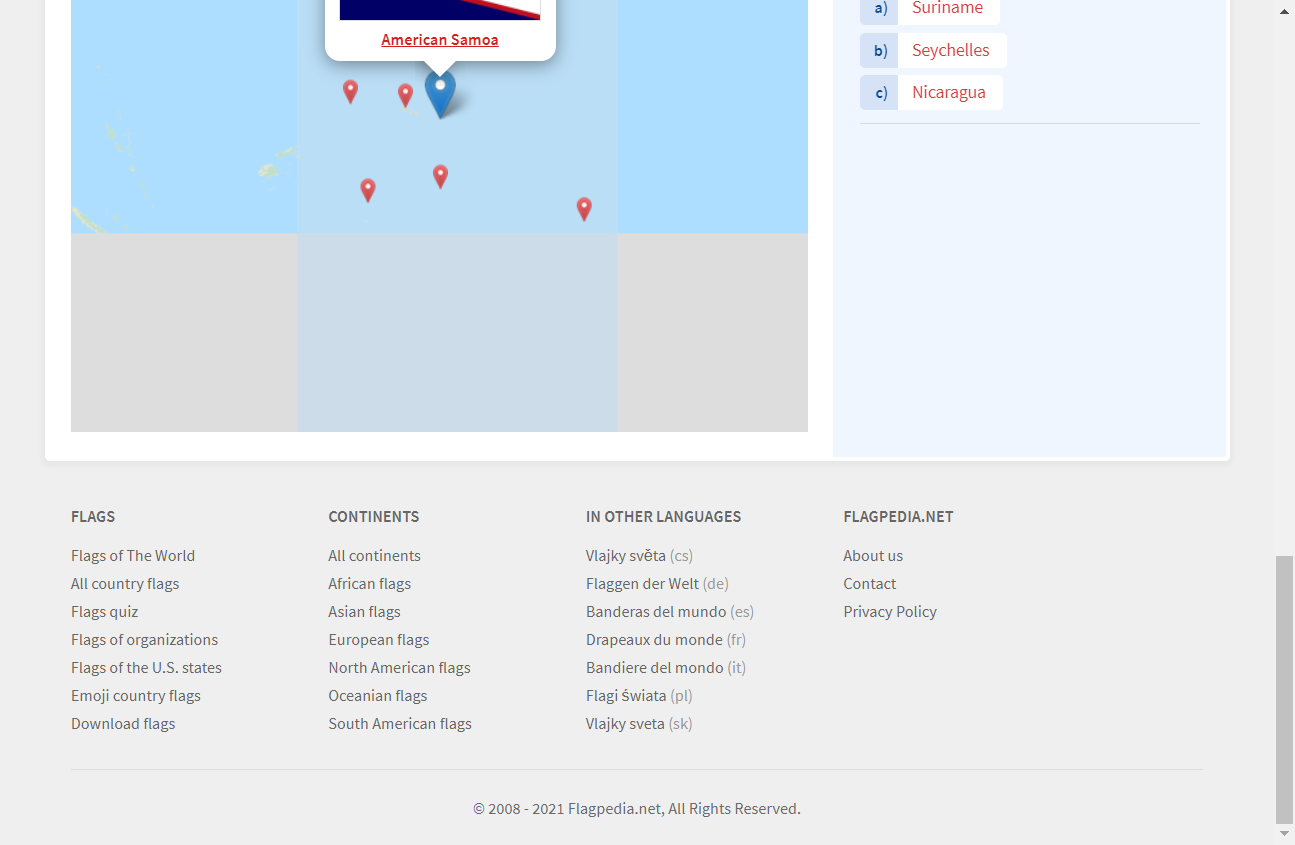 American Samoa
a) Suriname
b) Seychelles
c) Nicaragua
FLAGS
Flags of The World
All country flags
Flags quiz
Flags of organizations
Flags of the U.S. states
Emoji country flags
Download flags
CONTINENTS
All continents
African flags
Asian flags
European flags
North American flags
Oceanian flags
South American flags
IN OTHER LANGUAGES
Vlajky světa (cs)
Flaggen der Welt (de)
Banderas del mundo (es)
Drapeaux du monde (fr)
Bandiere del mondo (it)
Flagi świata (pl)
Vlajky sveta (sk)
FLAGPEDIA.NET
About us
Contact
Privacy Policy
© 2008 - 2021 Flagpedia.net, All Rights Reserved.